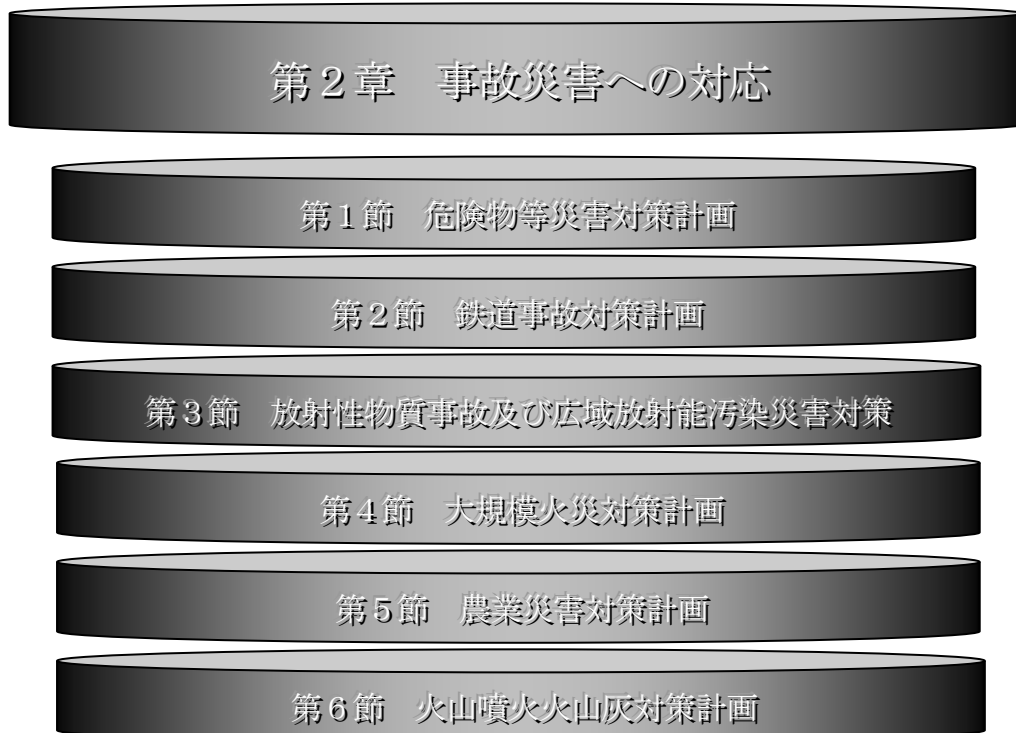 第２章　事故災害への対応
第１節　危険物等災害対策計画
第２節　鉄道事故対策計画
第３節　放射性物質事故及び広域放射能汚染災害対策
第４節　大規模火災対策計画
第５節　農業災害対策計画
第６節　火山噴火火山灰対策計画